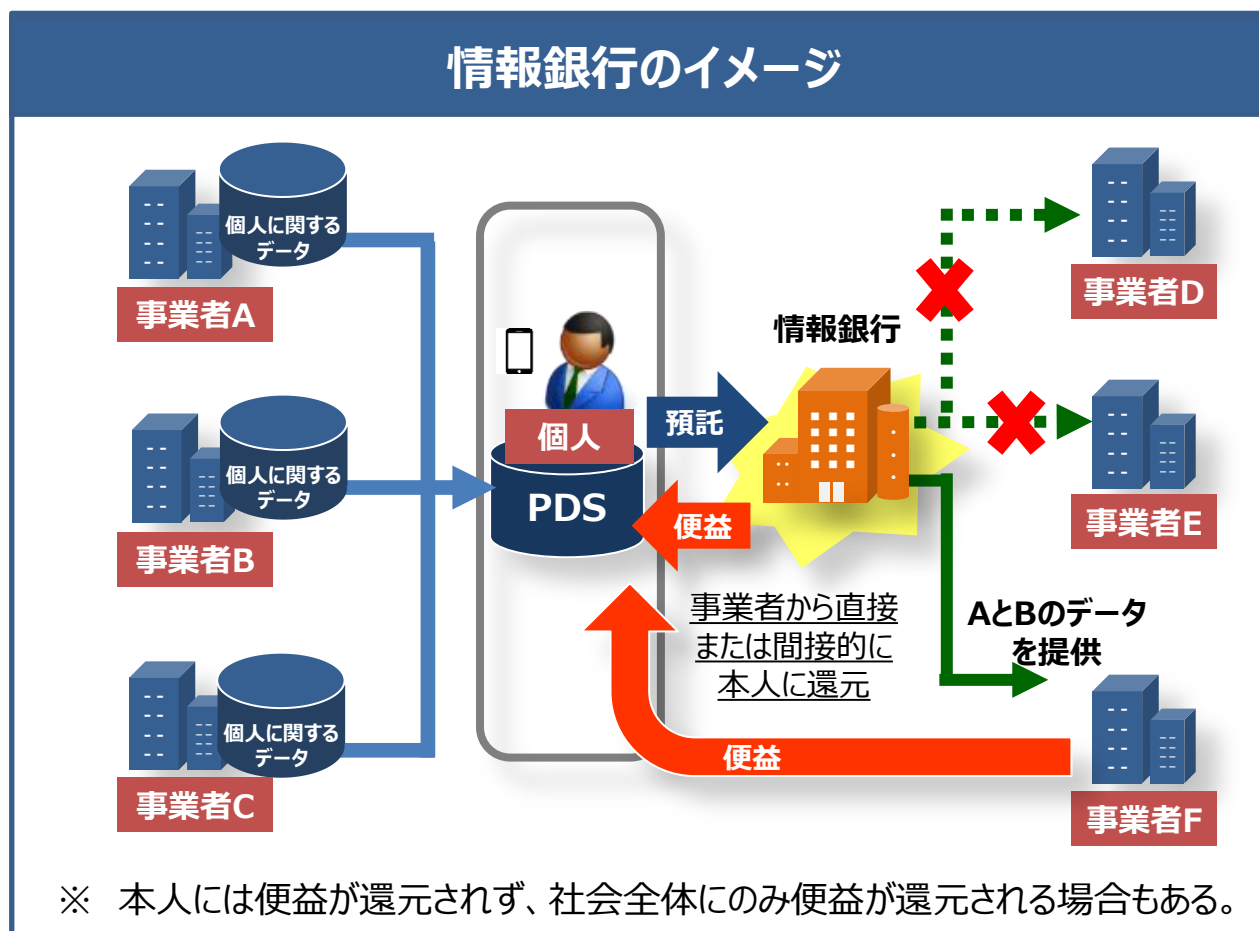 情報銀行のイメージ
個人に関する
データ
事業者A
個人に関する
データ
事業者B
個人に関する
データ
事業者C
個人
PDS
預託
便益
情報銀行
事業者から直接
または間接的に
本人に還元
便益
AとBのデータ
を提供
事業者D
事業者E
事業者F
※ 本人には便益が還元されず、社会全体にのみ便益が還元される場合もある。